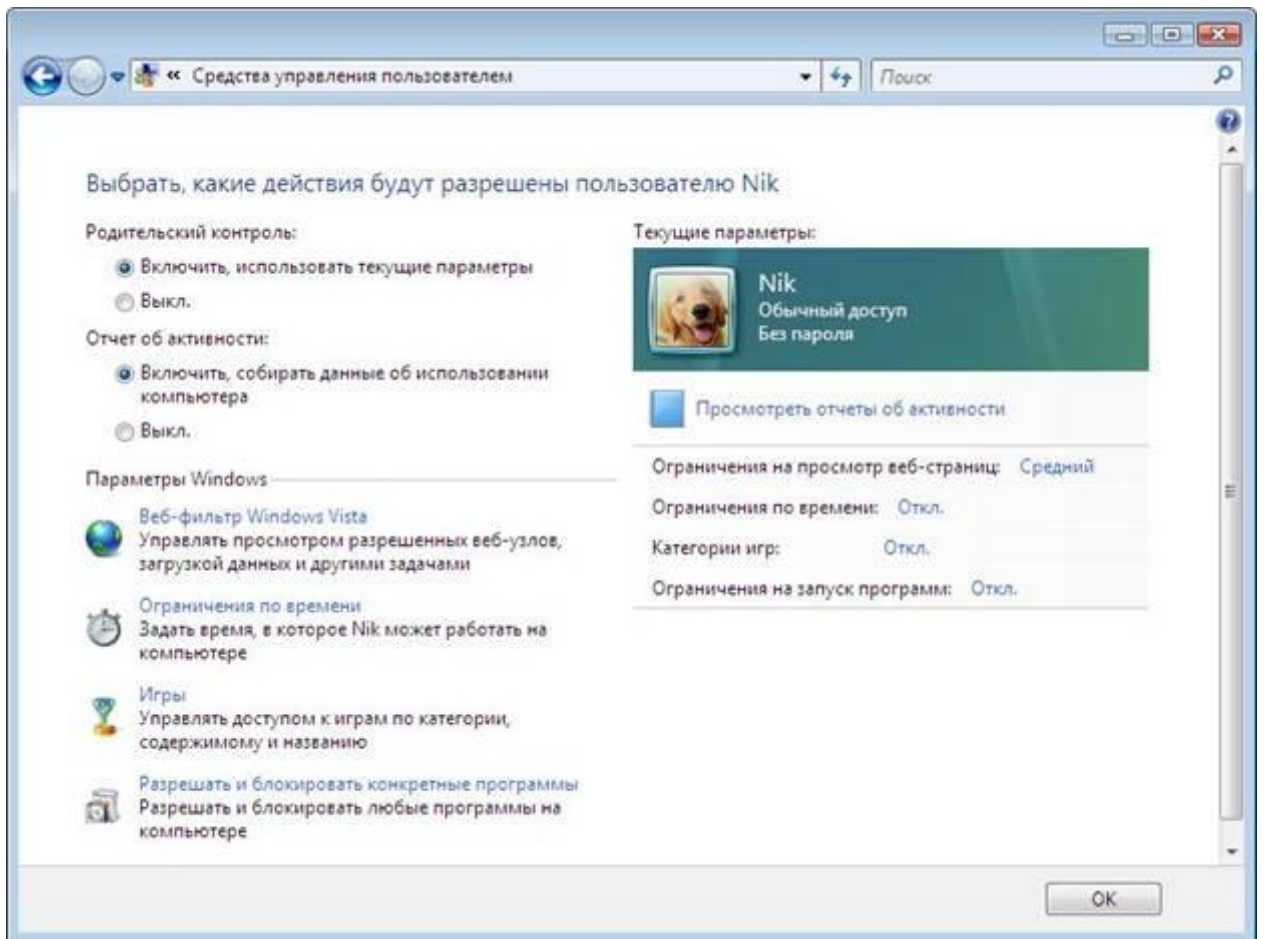 « Средства управления пользователем
Поиск
Выбрать, какие действия будут разрешены пользователю Nik
Родительский контроль:
Включить, использовать текущие параметры
Выкл.
Отчет об активности:
Включить, собирать данные об использовании
компьютера
Выкл.
Параметры Windows
Веб-фильтр Windows Vista
Управлять просмотром разрешенных веб-узлов,
загрузкой данных и другими задачами
Ограничения по времени
Задать время, в которое Nik может работать на
компьютере
Игры
Управлять доступом к играм по категории,
содержимому и названию
Разрешать и блокировать конкретные программы
Разрешать и блокировать любые программы на
компьютере
Текущие параметры:
Nik
Обычный доступ
Без пароля
Просмотреть отчеты об активности
Ограничения на просмотр веб-страниц: Средний
Ограничения по времени: Откл.
Категории игр: Откл.
Ограничения на запуск программ: Откл.
OK